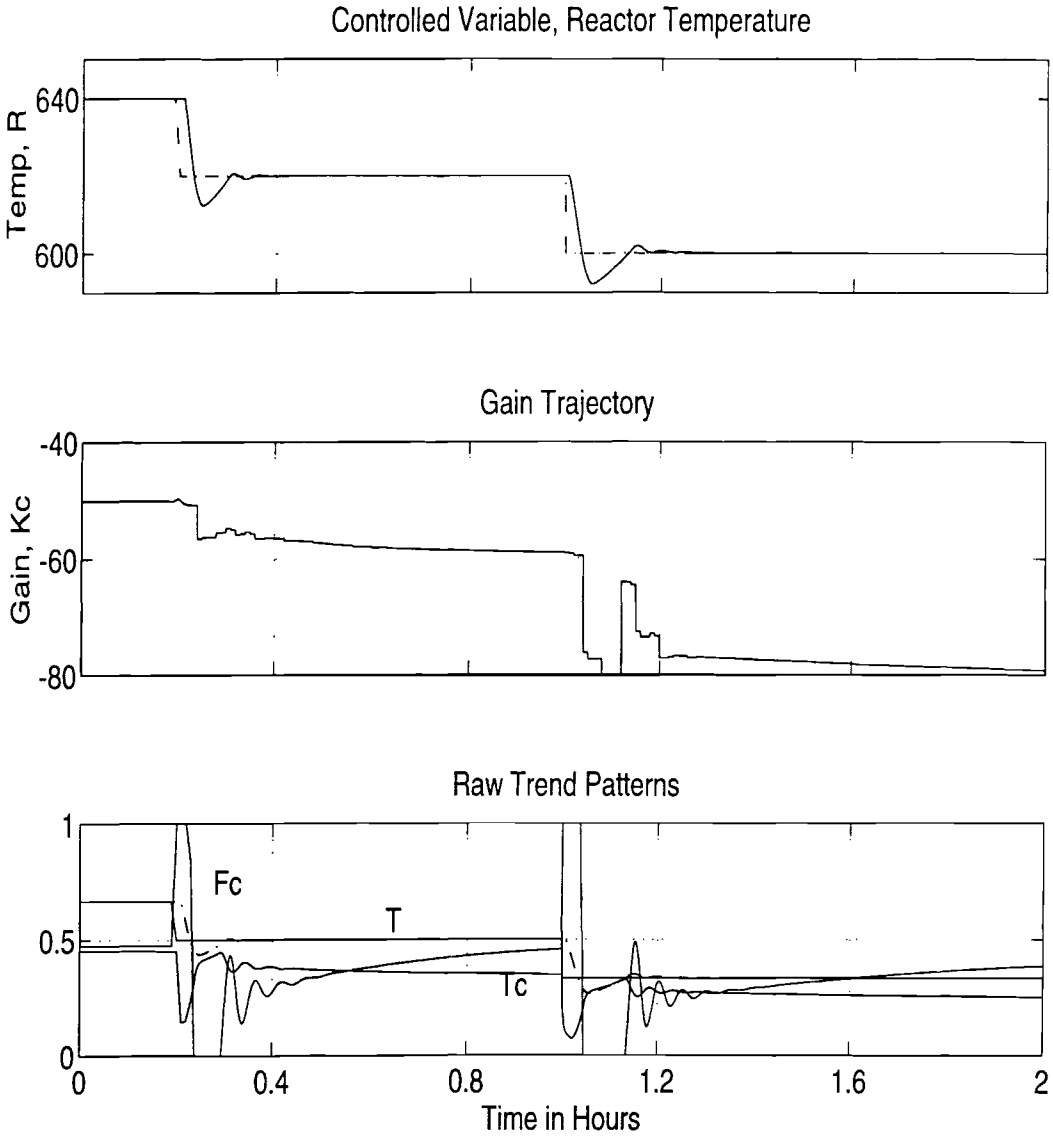 Controlled Variable, Reactor Temperature
640
600
Temp, R
Gain Trajectory
-40
-60
-80
Gain, Kc
Raw Trend Patterns
1
0.5
0
Fc
T
Tc
0
0.4
0.8
1.2
1.6
2
Time in Hours